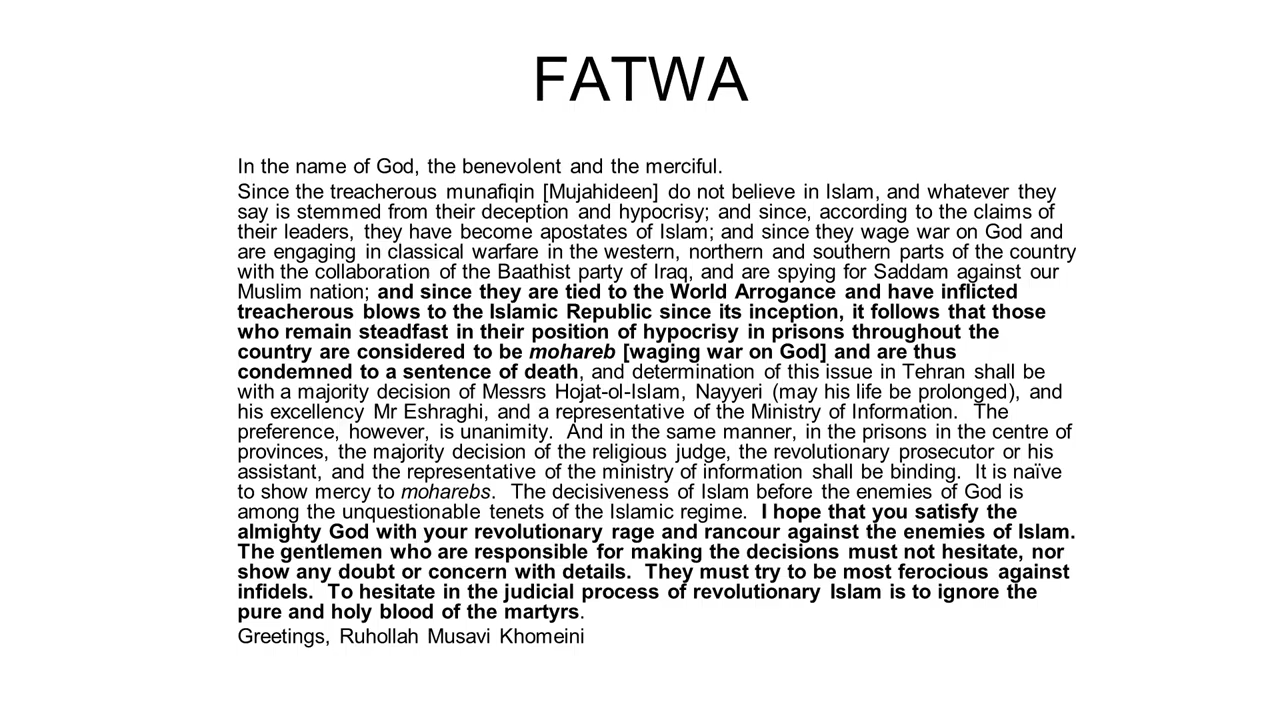 FATWA
In the name of God, the benevolent and the merciful.
Since the treacherous munafiqin [Mujahideen] do not believe in Islam, and whatever they
say is stemmed from their deception and hypocrisy; and since, according to the claims of
their leaders, they have become apostates of Islam; and since they wage war on God and
are engaging in classical warfare in the western, northern and southern parts of the country
with the collaboration of the Baathist party of Iraq, and are spying for Saddam against our
Muslim nation; and since they are tied to the World Arrogance and have inflicted
treacherous blows to the Islamic Republic since its inception, it follows that those
who remain steadfast in their position of hypocrisy in prisons throughout the
country are considered to be mohareb [waging war on God] and are thus
condemned to a sentence of death, and determination of this issue in Tehran shall be
with a majority decision of Messrs Hojat-ol-Islam, Nayyeri (may his life be prolonged), and
his excellency Mr Eshraghi, and a representative of the Ministry of Information. The
preference, however, is unanimity. And in the same manner, in the prisons in the centre of
provinces, the majority decision of the religious judge, the revolutionary prosecutor or his
assistant, and the representative of the ministry of information shall be binding. It is naïve
to show mercy to moharebs. The decisiveness of Islam before the enemies of God is
among the unquestionable tenets of the Islamic regime. I hope that you satisfy the
almighty God with your revolutionary rage and rancour against the enemies of Islam.
The gentlemen who are responsible for making the decisions must not hesitate, nor
show any doubt or concern with details. They must try to be most ferocious against
infidels. To hesitate in the judicial process of revolutionary Islam is to ignore the
pure and holy blood of the martyrs.
Greetings, Ruhollah Musavi Khomeini